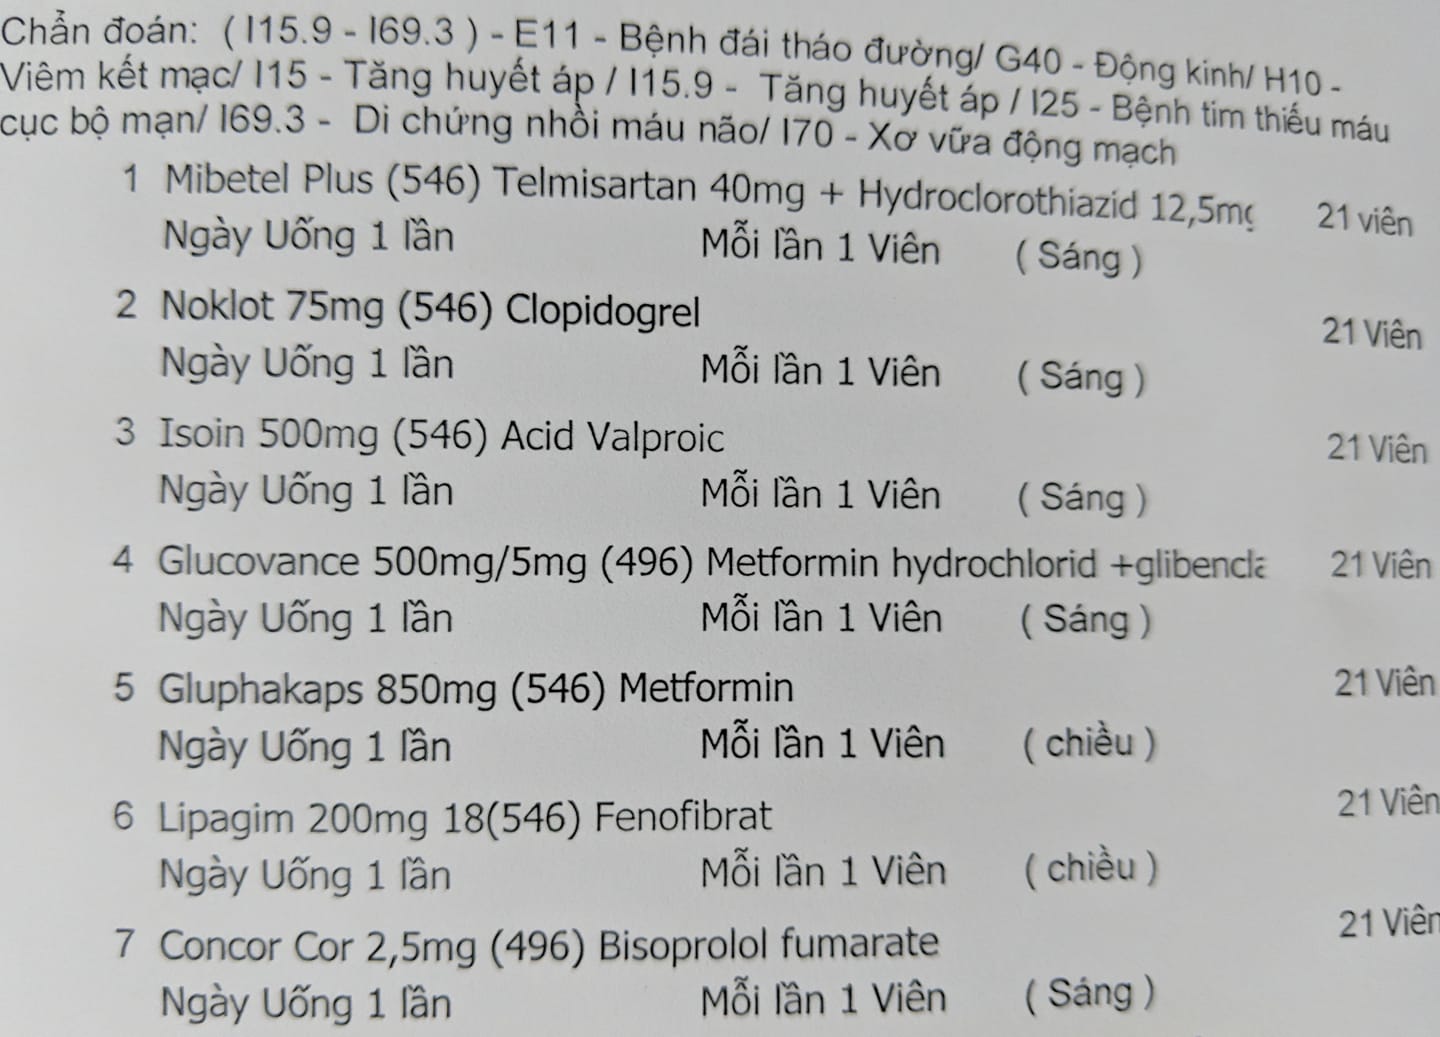 Chẩn đoán: ( I15.9 - I69.3 ) - E11 - Bệnh đái tháo đường/ G40 - Động kinh/ H10 -
Viêm kết mạc/ I15 - Tăng huyết áp / I15.9 - Tăng huyết áp / I25 - Bệnh tim thiếu máu
cục bộ mạn/ I69.3 - Di chứng nhồi máu não/ I70 - Xơ vữa động mạch
1 Mibetel Plus (546) Telmisartan 40mg + Hydroclorothiazid 12,5mg 21 viên
Ngày Uống 1 lần Mỗi lần 1 Viên ( Sáng )
2 Noklot 75mg (546) Clopidogrel 21 Viên
Ngày Uống 1 lần Mỗi lần 1 Viên ( Sáng )
3 Isoin 500mg (546) Acid Valproic 21 Viên
Ngày Uống 1 lần Mỗi lần 1 Viên ( Sáng )
4 Glucovance 500mg/5mg (496) Metformin hydrochlorid +glibencla 21 Viên
Ngày Uống 1 lần Mỗi lần 1 Viên ( Sáng )
5 Gluphakaps 850mg (546) Metformin 21 Viên
Ngày Uống 1 lần Mỗi lần 1 Viên ( chiều )
6 Lipagim 200mg 18(546) Fenofibrat 21 Viên
Ngày Uống 1 lần Mỗi lần 1 Viên ( chiều )
7 Concor Cor 2,5mg (496) Bisoprolol fumarate 21 Viên
Ngày Uống 1 lần Mỗi lần 1 Viên ( Sáng )